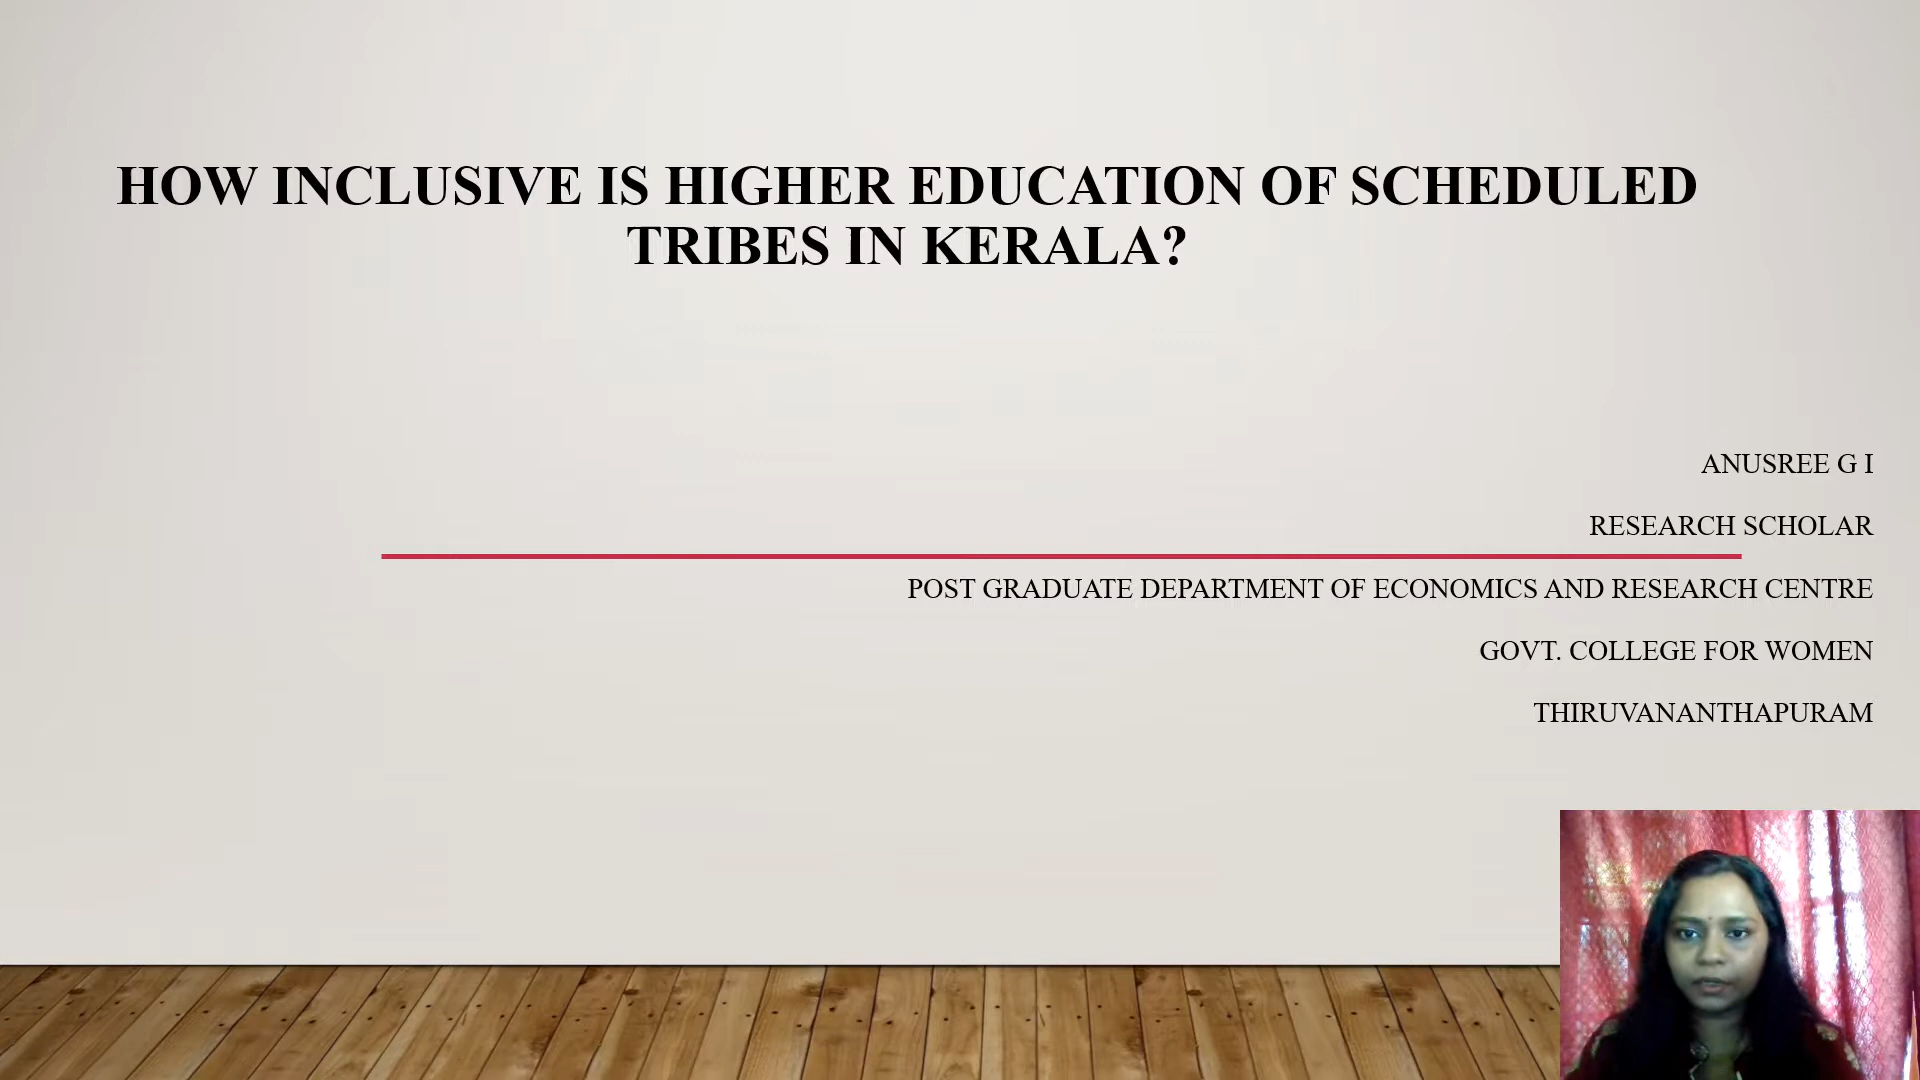 HOW INCLUSIVE IS HIGHER EDUCATION OF SCHEDULED
TRIBES IN KERALA?
ANUSREE G I
RESEARCH SCHOLAR
POST GRADUATE DEPARTMENT OF ECONOMICS AND RESEARCH CENTRE
GOVT. COLLEGE FOR WOMEN
THIRUVANANTHAPURAM